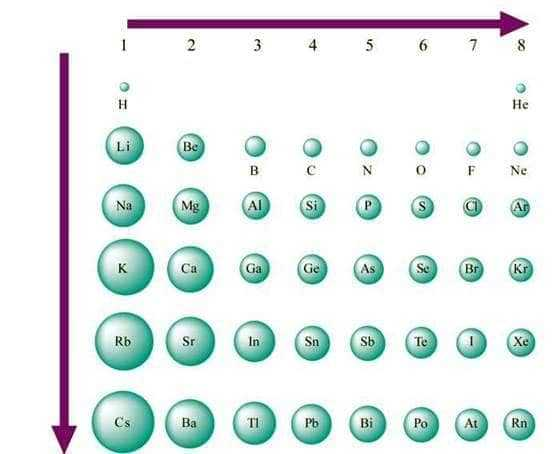 1 2 3 4 5 6 7 8
H He
Li Be
B C N O F Ne
Na Mg Al Si P S Cl Ar
K Ca Ga Ge As Se Br Kr
Rb Sr In Sn Sb Te I Xe
Cs Ba Tl Pb Bi Po At Rn